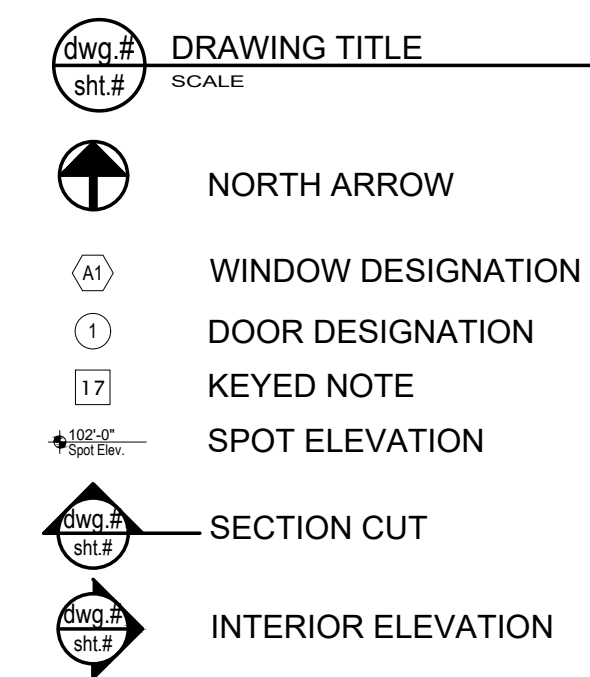 dwg.# DRAWING TITLE
sht.# SCALE
NORTH ARROW
A1 WINDOW DESIGNATION
1 DOOR DESIGNATION
17 KEYED NOTE
102'-0"
Spot Elev. SPOT ELEVATION
dwg.#
sht.# SECTION CUT
dwg.#
sht.# INTERIOR ELEVATION